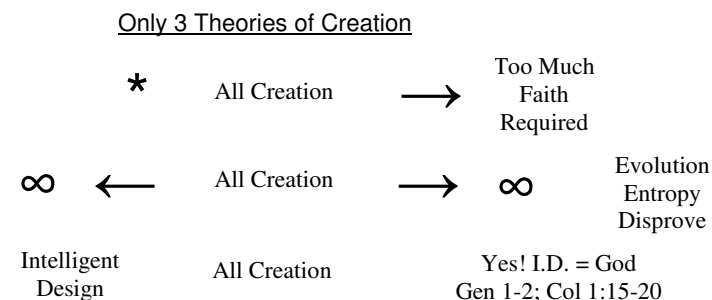 Only 3 Theories of Creation
* All Creation → Too Much
Faith
Required
∞ ← All Creation → ∞ Evolution
Entropy
Disprove
Intelligent
Design
All Creation
Yes! I.D. = God
Gen 1-2; Col 1:15-20